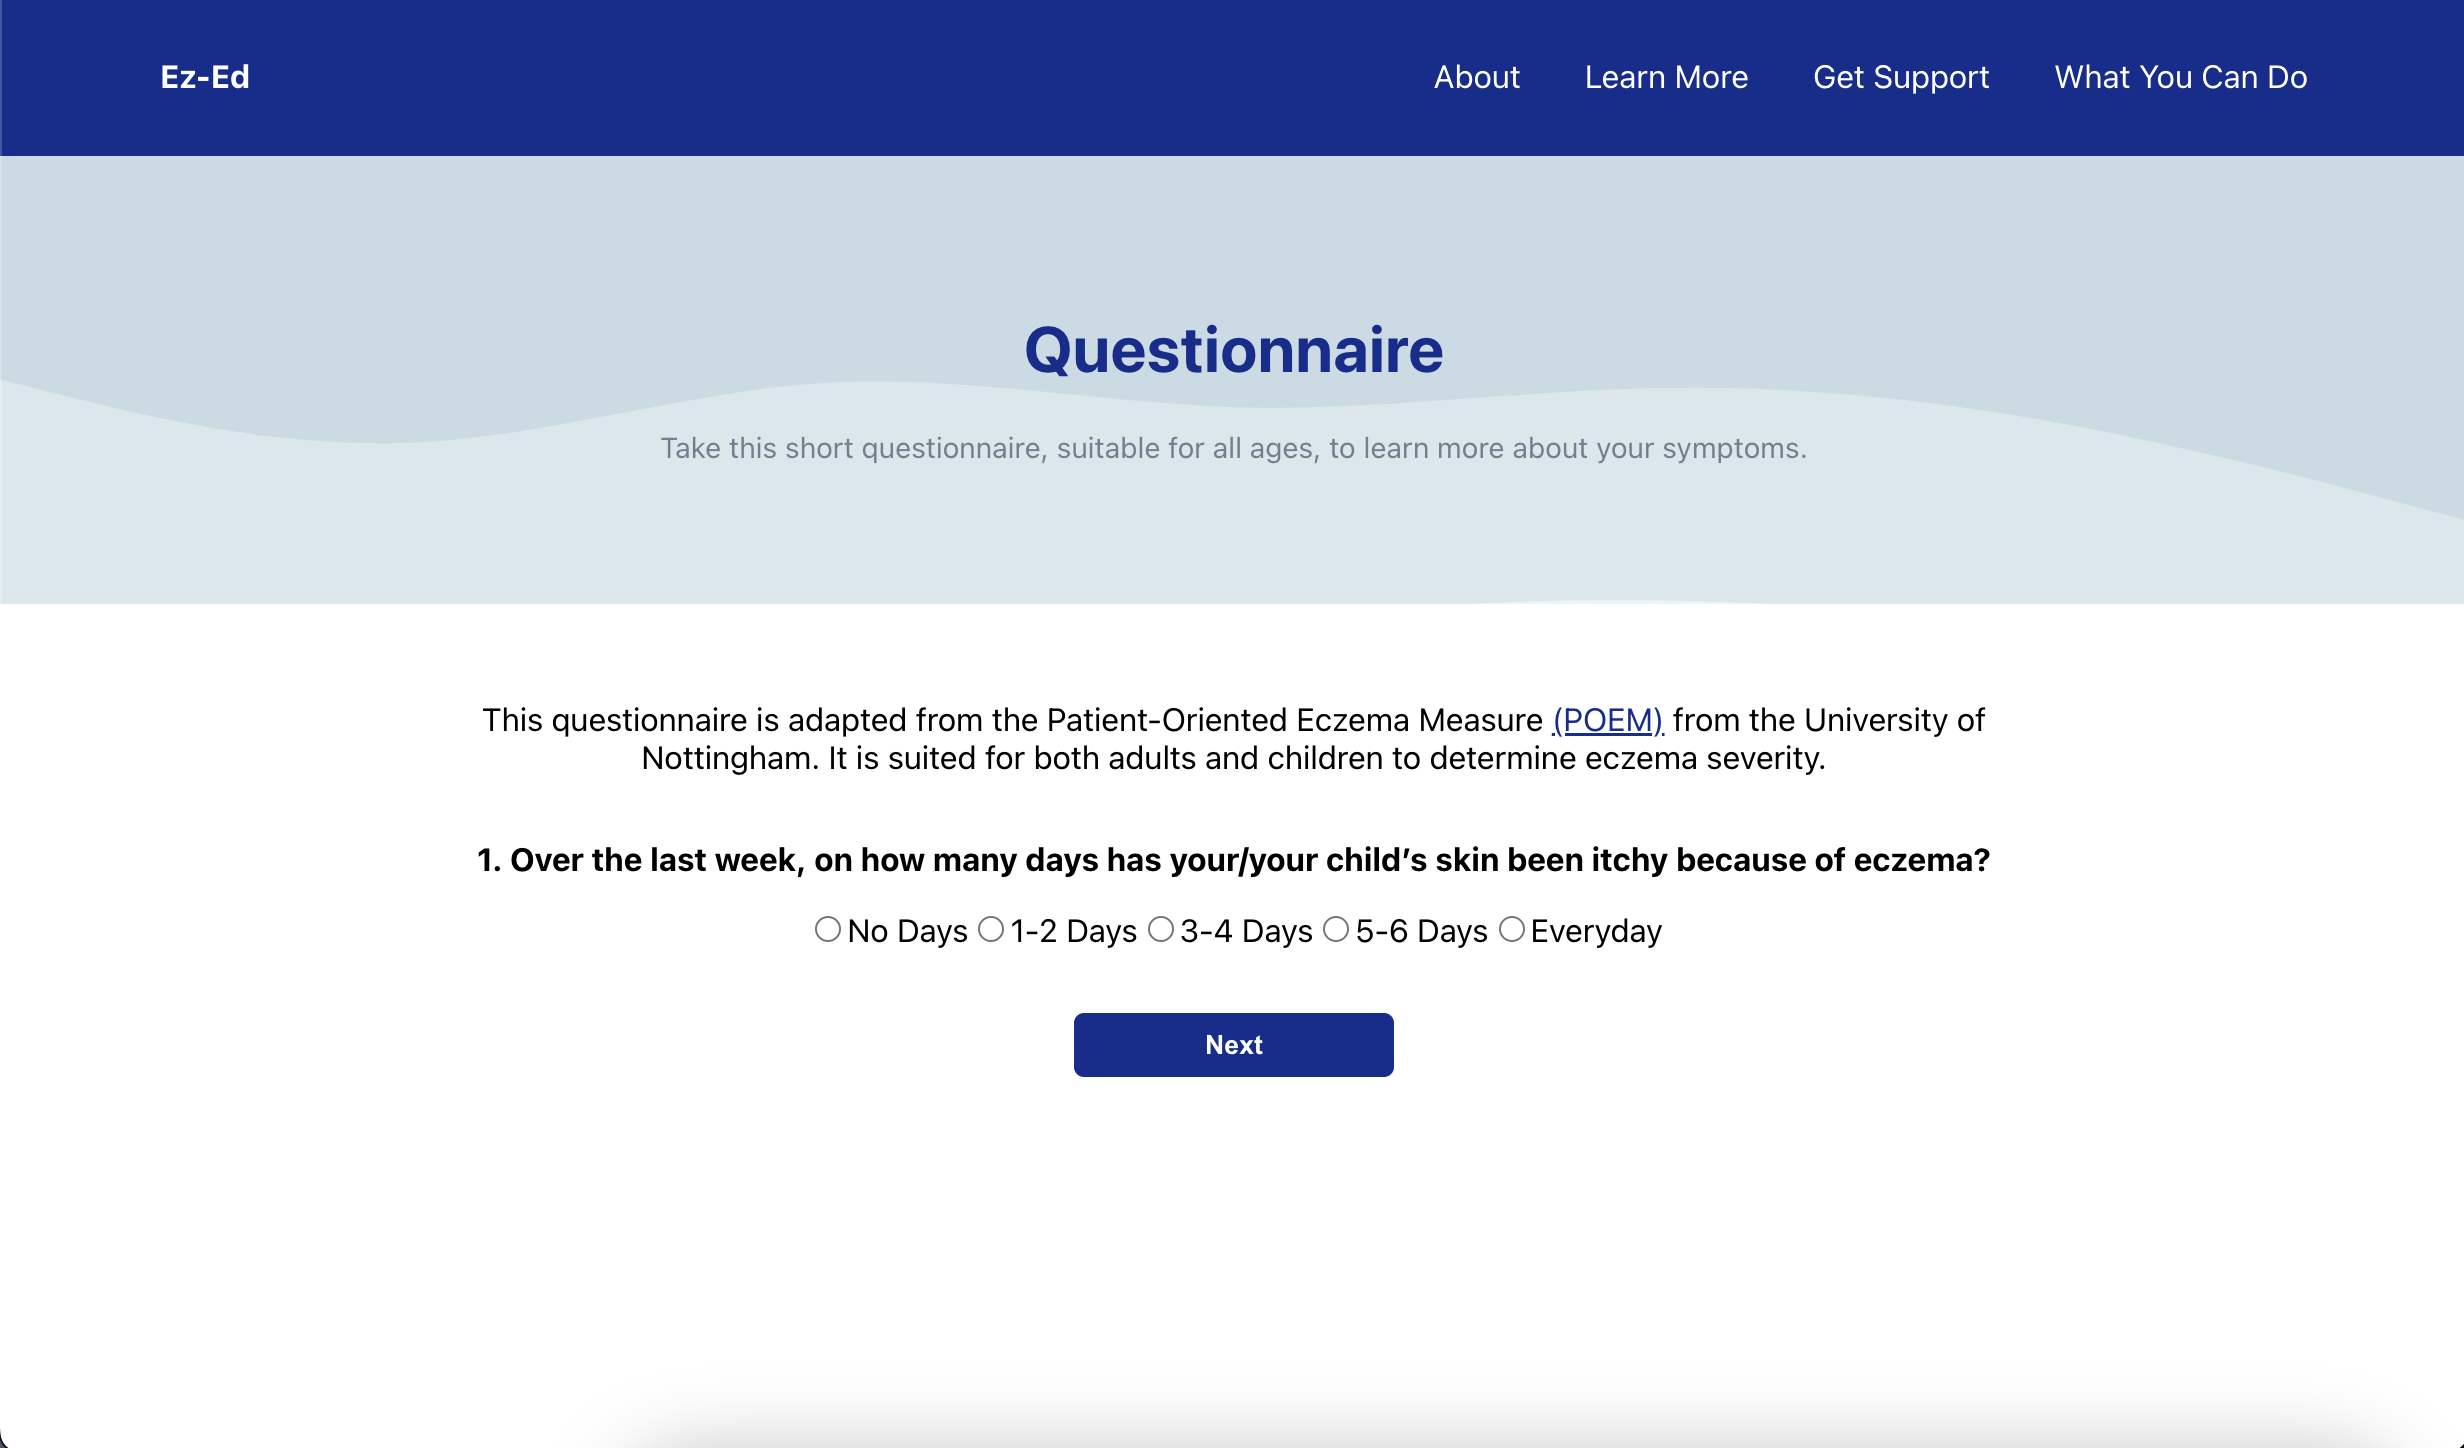 Ez-Ed
About Learn More Get Support What You Can Do
Questionnaire
Take this short questionnaire, suitable for all ages, to learn more about your symptoms.
This questionnaire is adapted from the Patient-Oriented Eczema Measure (POEM) from the University of
Nottingham. It is suited for both adults and children to determine eczema severity.
1. Over the last week, on how many days has your/your child’s skin been itchy because of eczema?
No Days 1-2 Days 3-4 Days 5-6 Days Everyday
Next